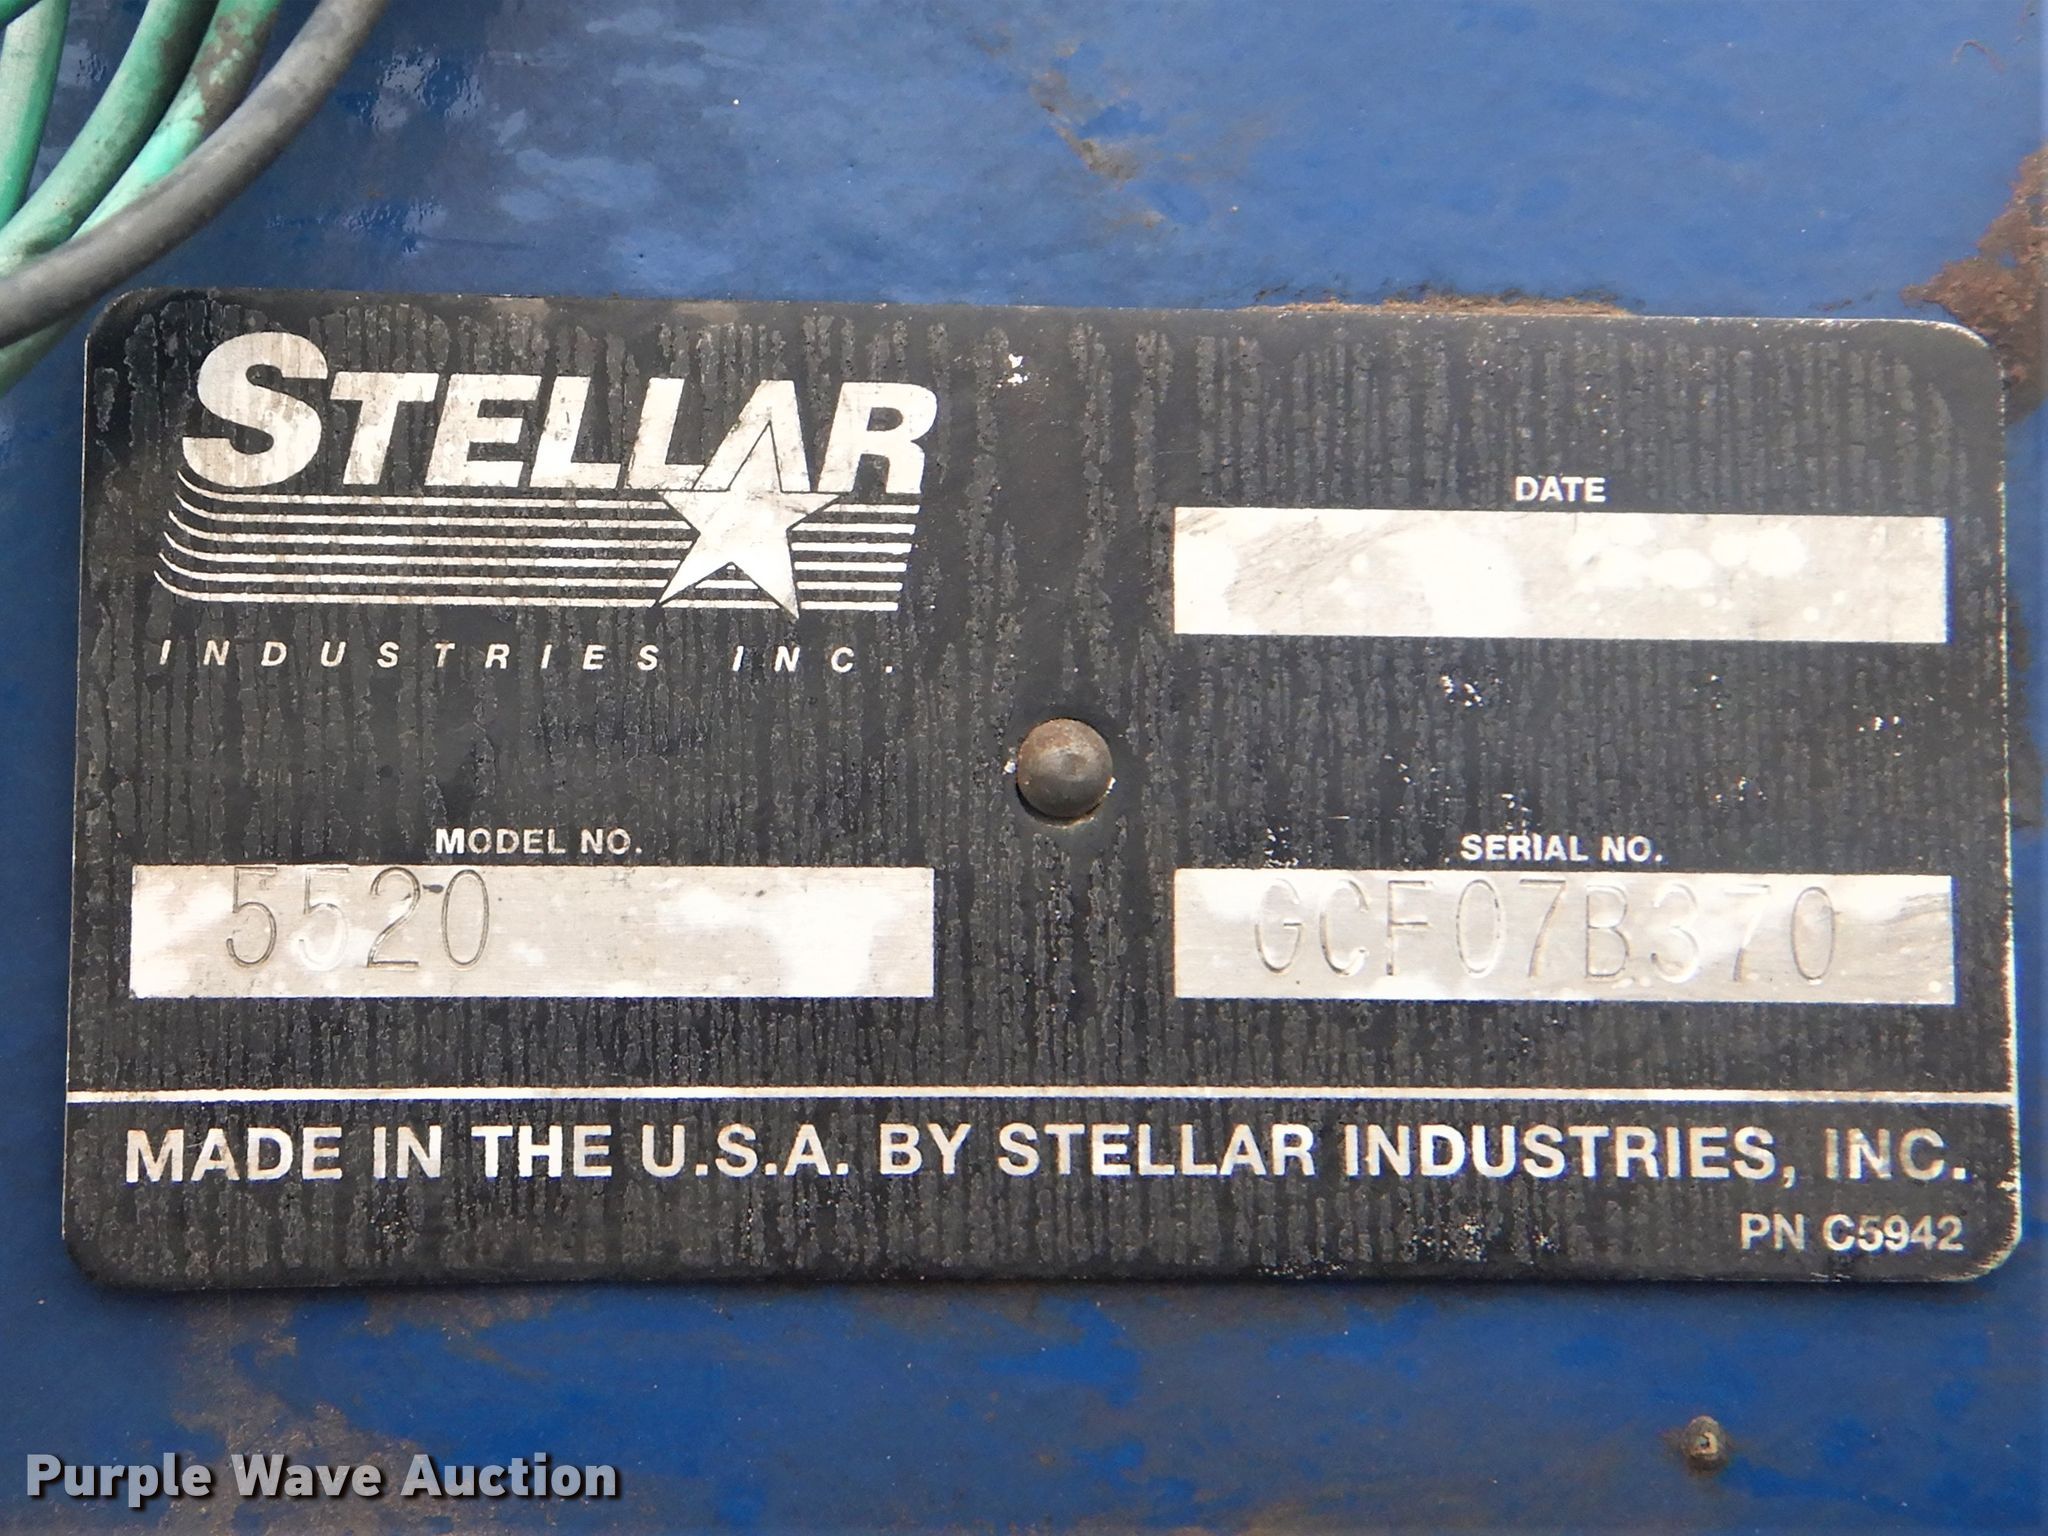 STELLAR
INDUSTRIES INC.
DATE
MODEL NO.
5520
SERIAL NO.
GCF07B370
MADE IN THE U.S.A. BY STELLAR INDUSTRIES, INC.
PN C5942
Purple Wave Auction